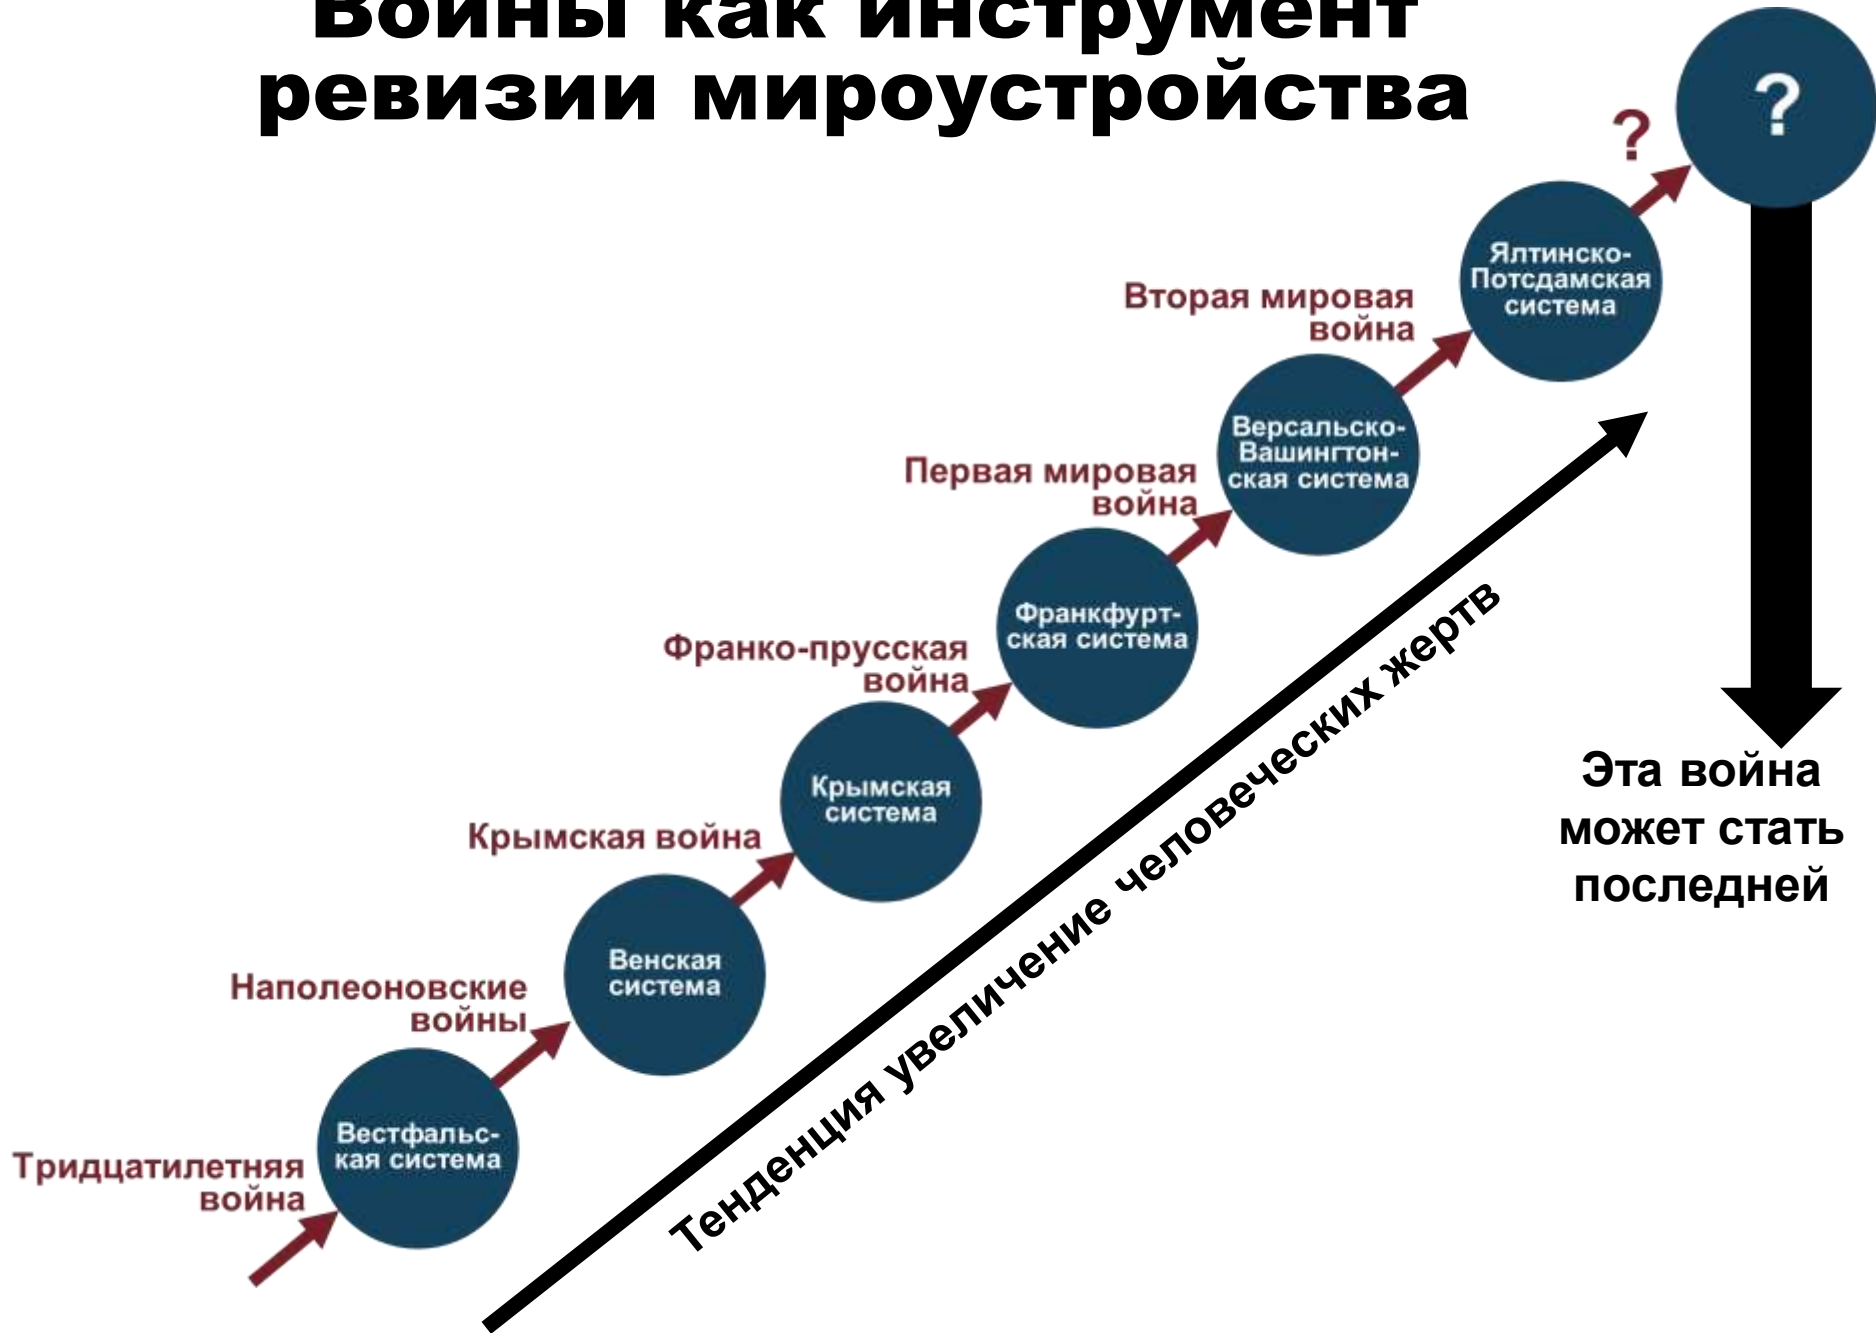 Войны как инструмент
ревизии мироустройства
?
?
Ялтинско-
Потсдамская
система
Вторая мировая
война
Версальско-
Вашингтон-
ская система
Первая мировая
война
Франкфурт-
ская система
Франко-прусская
война
Крымская
система
Крымская война
Венская
система
Наполеоновские
войны
Вестфальс-
кая система
Тридцатилетняя
война
Тенденция увеличение человеческих жертв
Эта война
может стать
последней